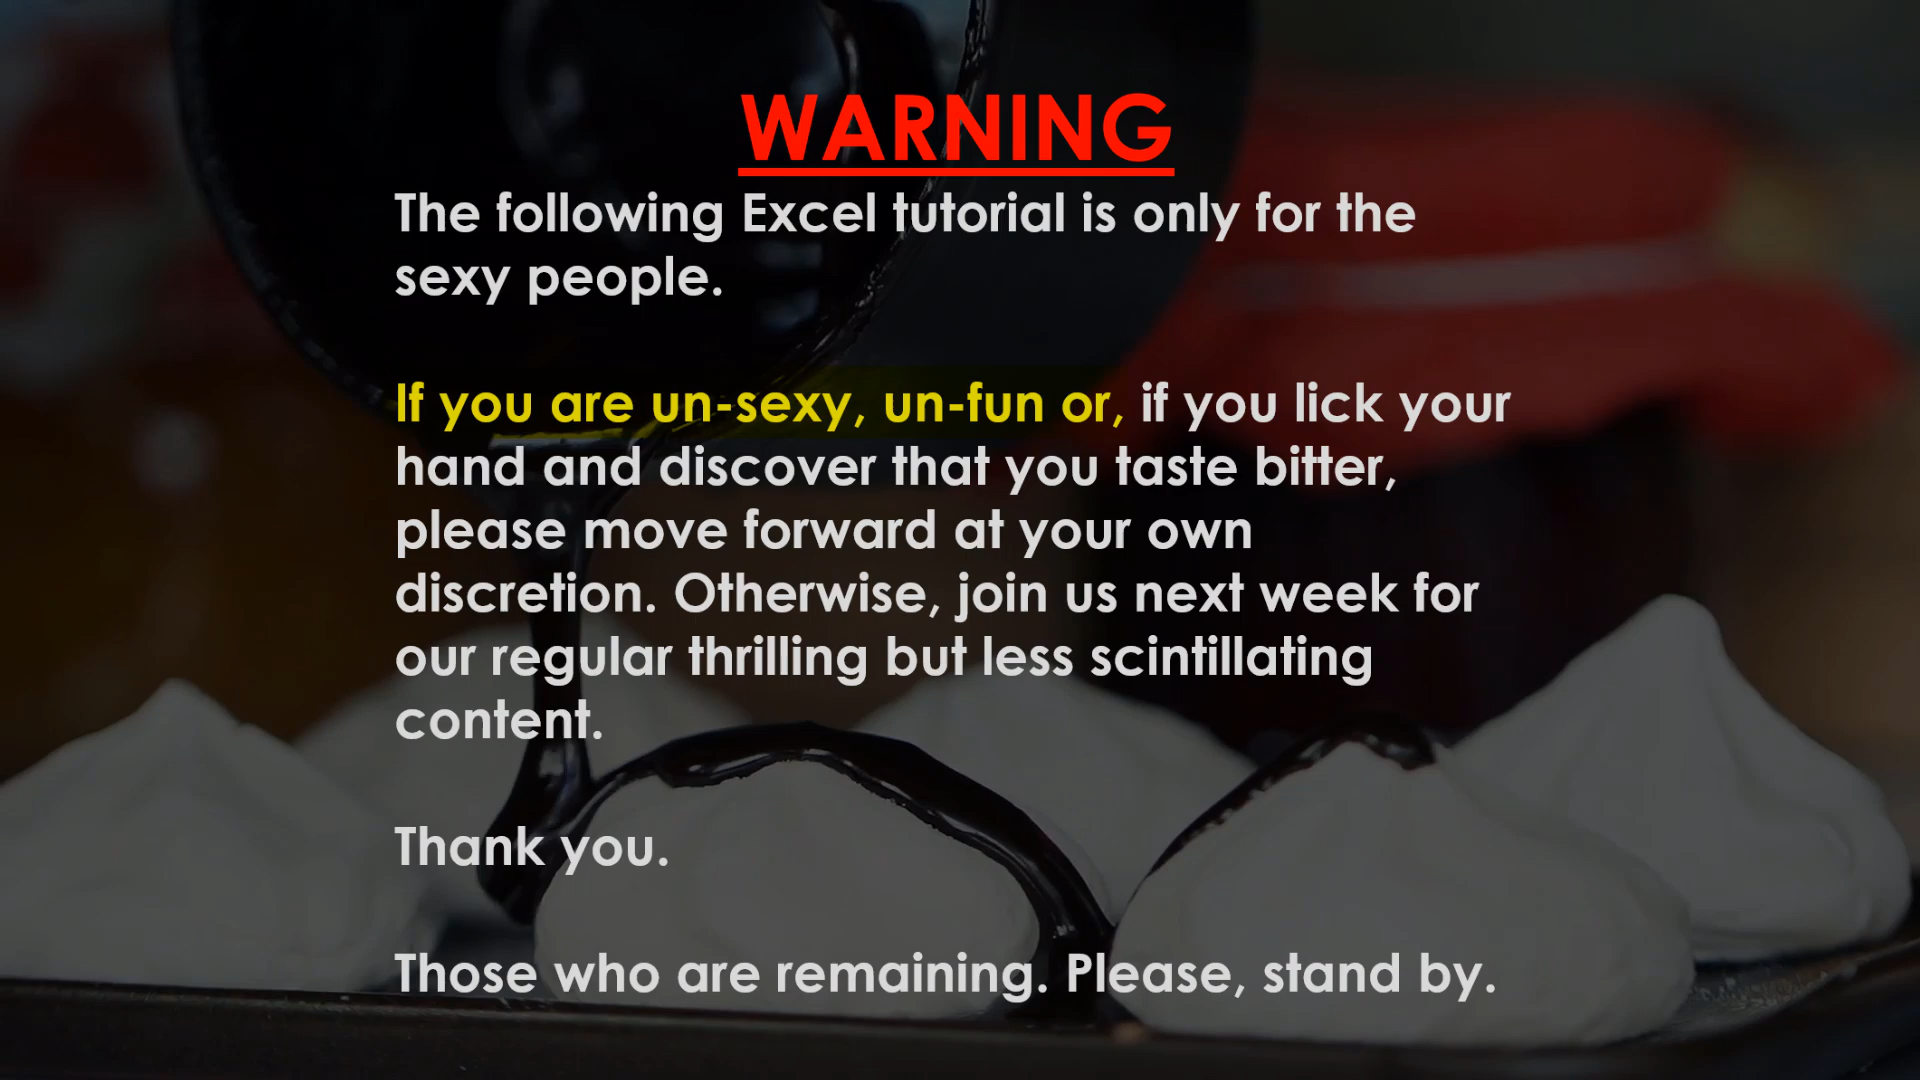 WARNING
The following Excel tutorial is only for the
sexy people.
If you are un-sexy, un-fun or, if you lick your
hand and discover that you taste bitter,
please move forward at your own
discretion. Otherwise, join us next week for
our regular thrilling but less scintillating
content.
Thank you.
Those who are remaining. Please, stand by.